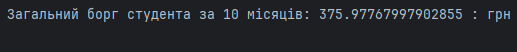 Загальний борг студента за 10 місяців: 375.97767997902855 : грн